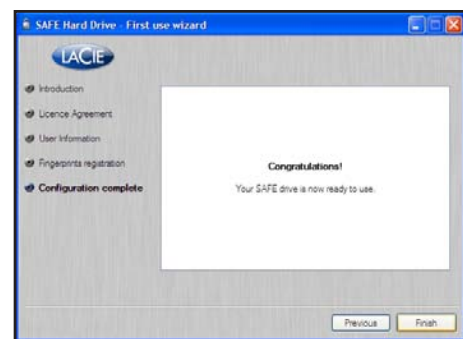 SAFE Hard Drive - First use wizard
LACIE
Introduction
Licence Agreement
User Information
Fingerprints registration
Configuration complete
Congratulations!
Your SAFE drive is now ready to use.
Previous
Finish